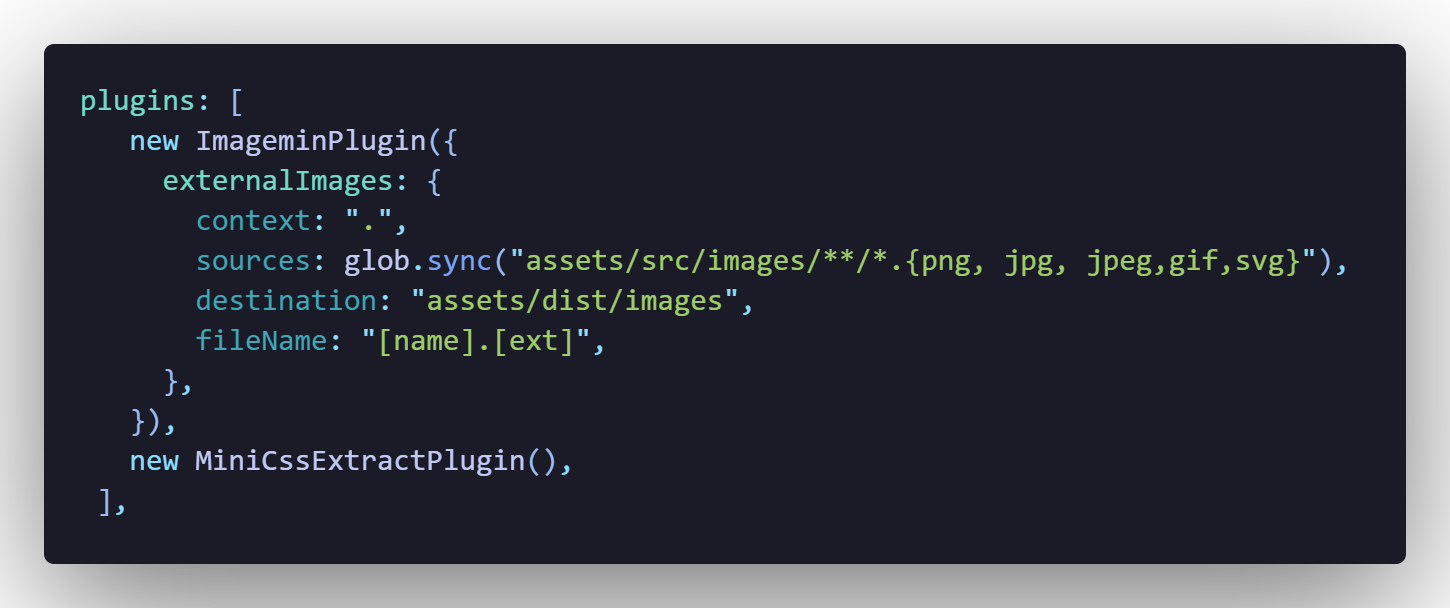 plugins: [
new ImageminPlugin({
externalImages: {
context: ".",
sources: glob.sync("assets/src/images/**/*.{png, jpg, jpeg,gif,svg}"),
destination: "assets/dist/images",
fileName: "[name].[ext]",
},
}),
new MiniCssExtractPlugin(),
],